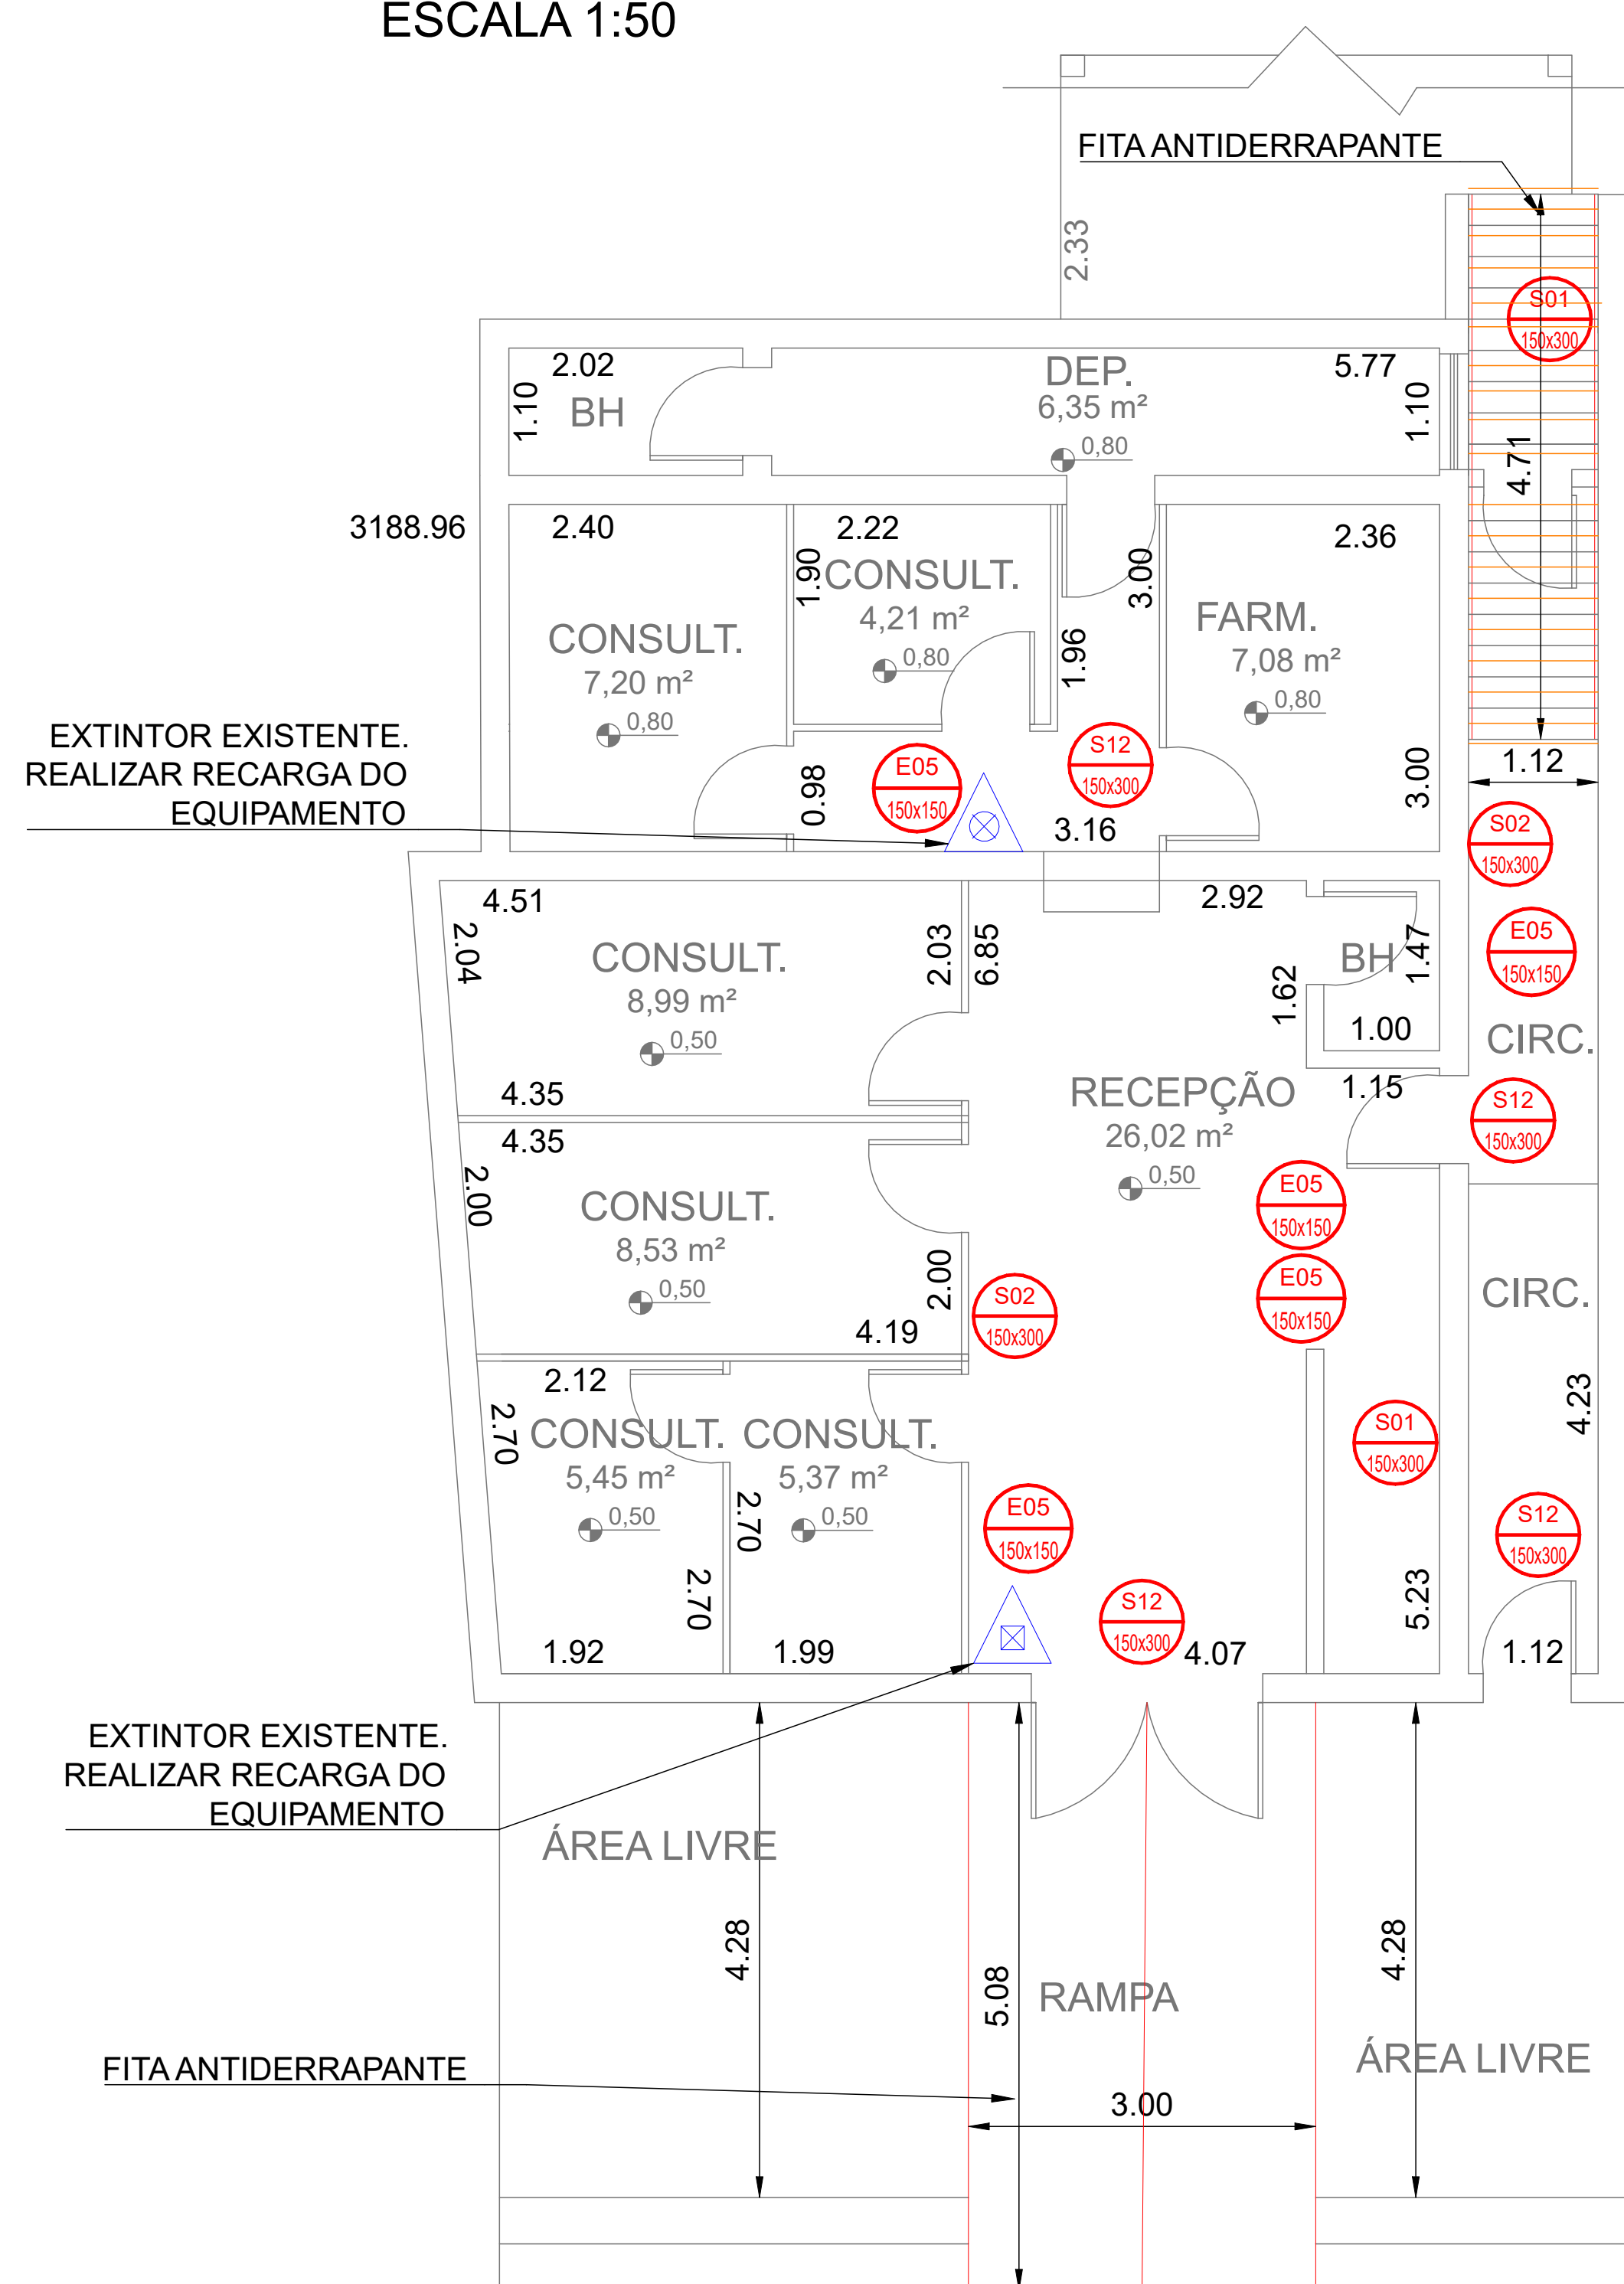 ESCALA 1:50
FITA ANTIDERRAPANTE
2.33
S01
150x300
2.02
BH
1.10
DEP.
6,35 m²
0,80
5.77
1.10
4.71
3188.96
2.40
CONSULT.
7,20 m²
0,80
2.22
1.90
CONSULT.
4,21 m²
0,80
3.00
1.96
2.36
FARM.
7,08 m²
0,80
3.00
EXTINTOR EXISTENTE.
REALIZAR RECARGA DO
EQUIPAMENTO
0.98
E05
150x150
S12
150x300
3.16
1.12
S02
150x300
4.51
2.04
CONSULT.
8,99 m²
0,50
2.03
6.85
4.35
2.92
BH
1.47
1.62
1.00
1.15
E05
150x150
CIRC.
S12
150x300
RECEPÇÃO
26,02 m²
0,50
4.35
2.00
CONSULT.
8,53 m²
0,50
2.00
4.19
E05
150x150
E05
150x150
S02
150x300
CIRC.
4.23
2.12
2.70
CONSULT.
5,45 m²
0,50
2.70
1.92
CONSULT.
5,37 m²
0,50
2.70
1.99
S01
150x300
E05
150x150
S12
150x300
4.07
5.23
S12
150x300
1.12
EXTINTOR EXISTENTE.
REALIZAR RECARGA DO
EQUIPAMENTO
ÁREA LIVRE
4.28
5.08
RAMPA
4.28
ÁREA LIVRE
FITA ANTIDERRAPANTE
3.00